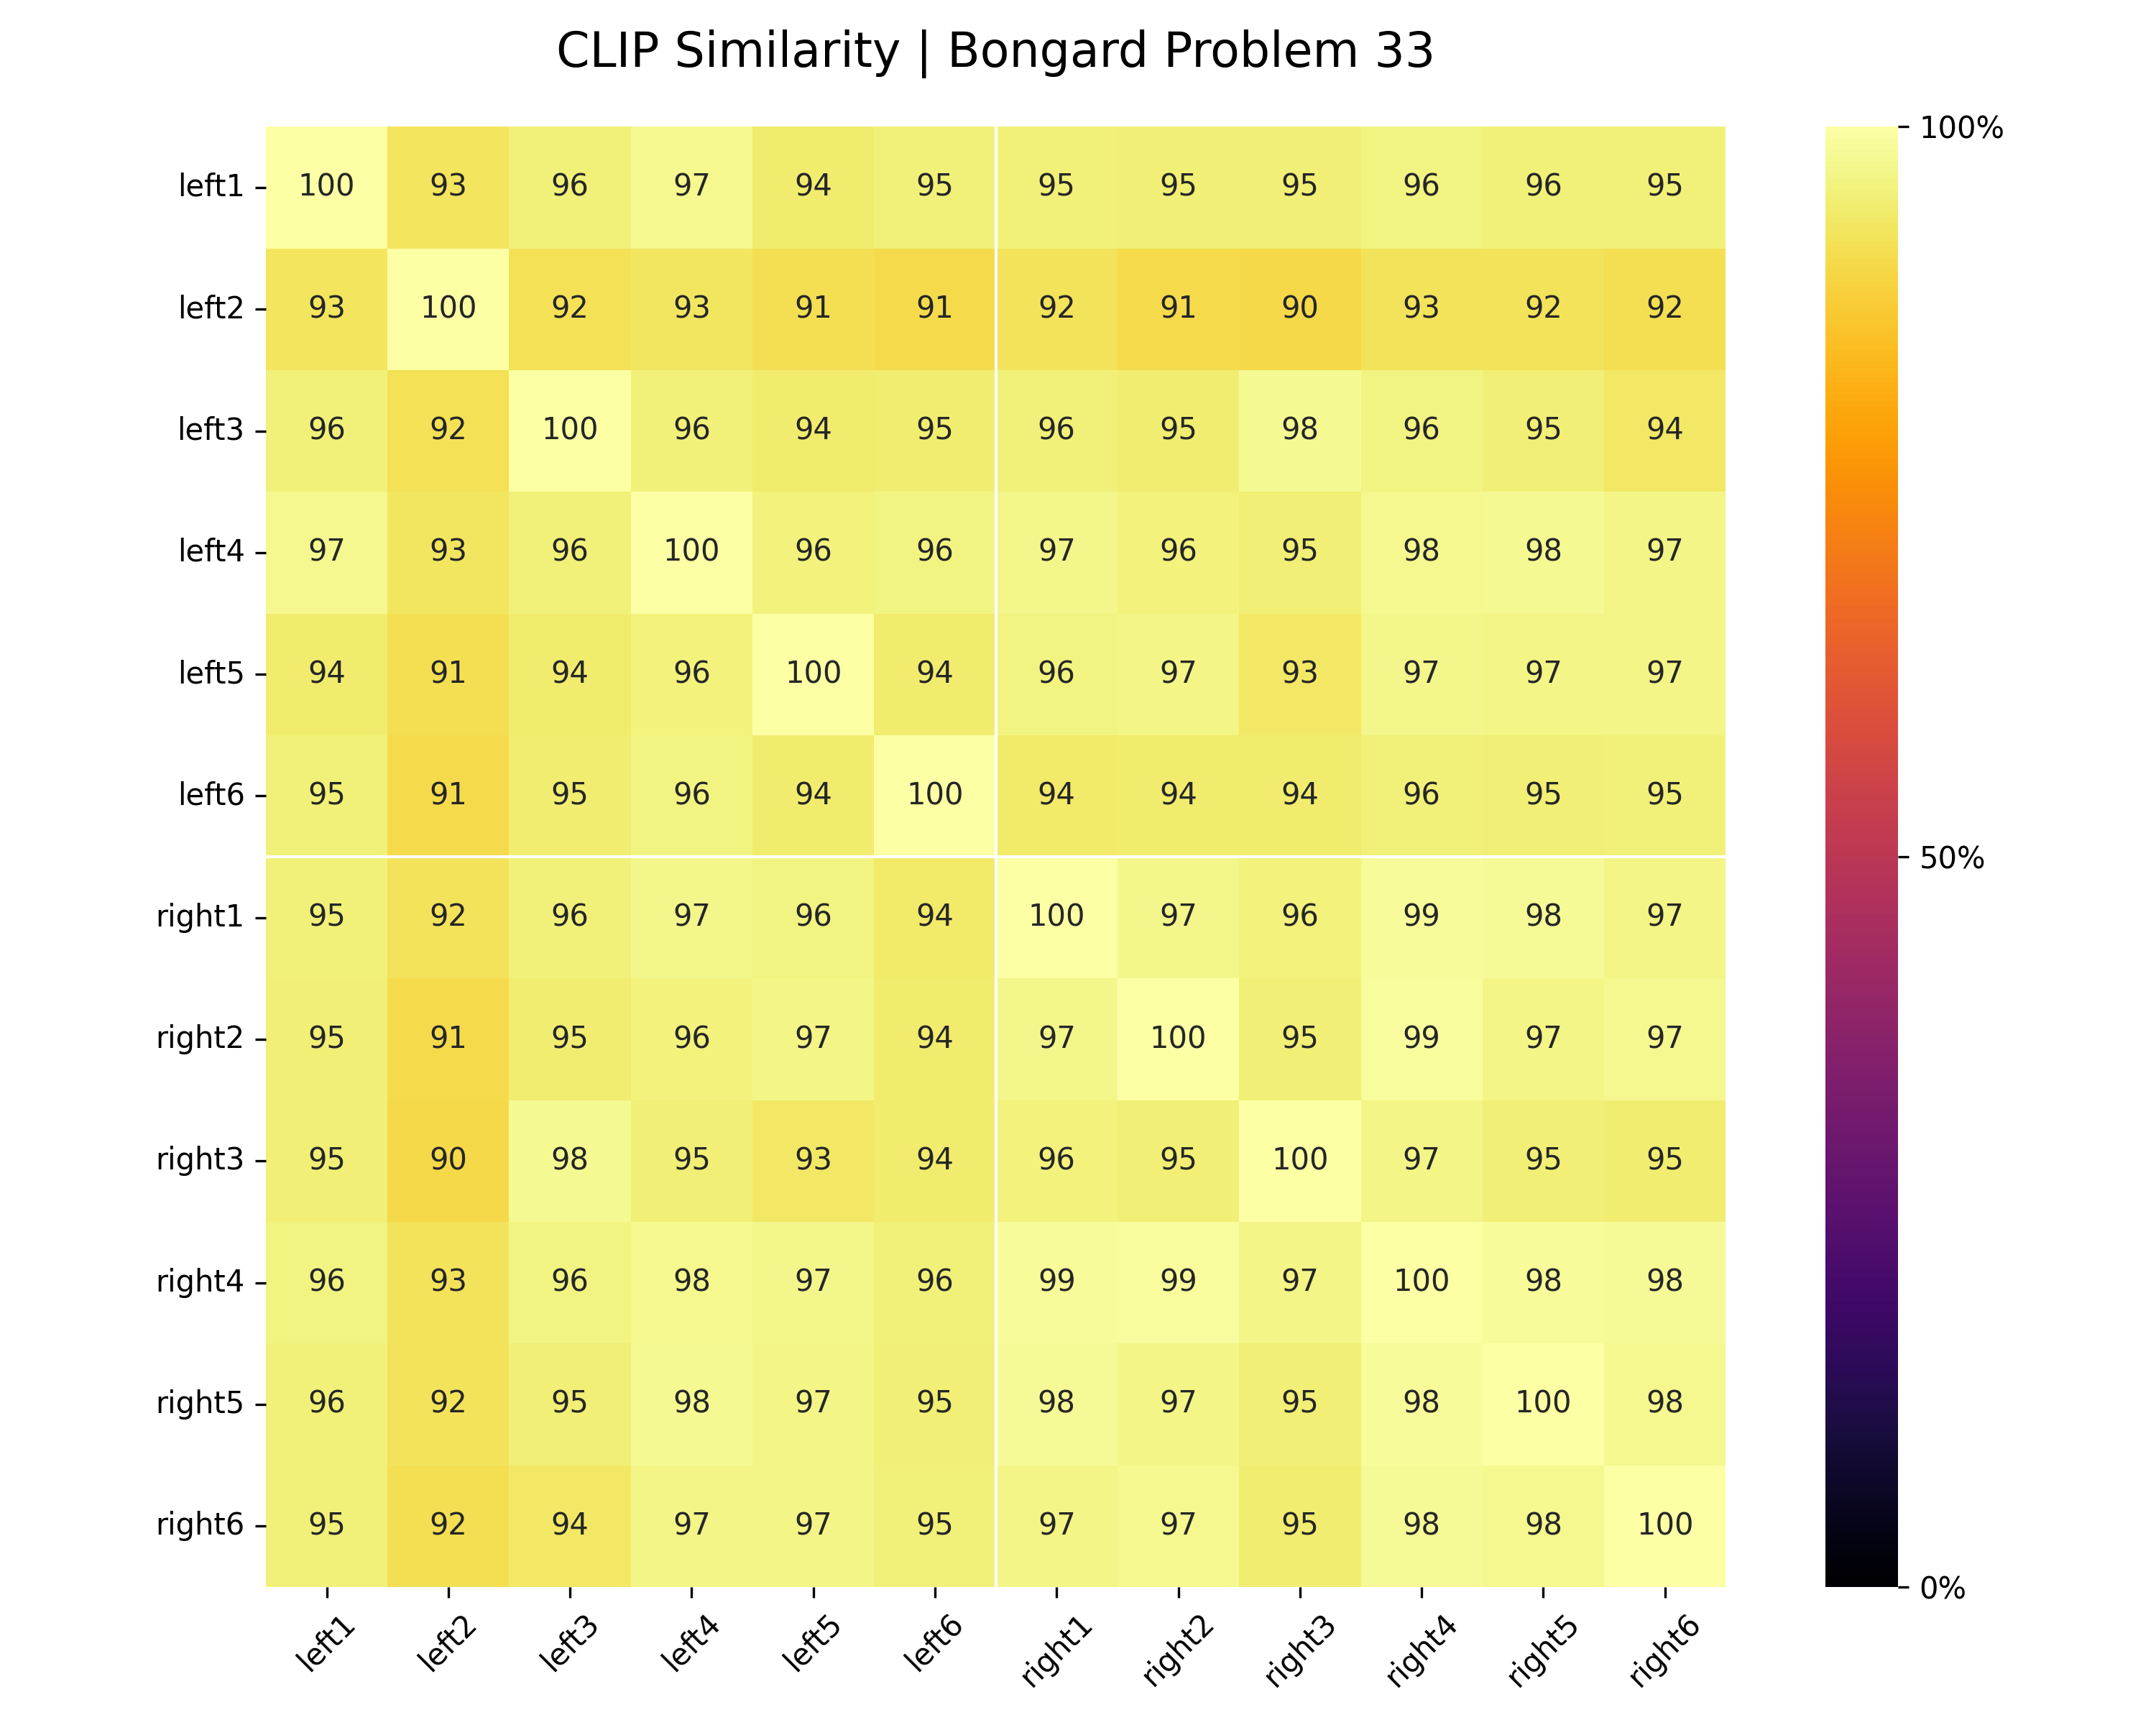 CLIP Similarity | Bongard Problem 33
100%
left1 100 93 96 97 94 95 95 95 95 96 96 95
left2 93 100 92 93 91 91 92 91 90 93 92 92
left3 96 92 100 96 94 95 96 95 98 96 95 94
left4 97 93 96 100 96 96 97 96 95 98 98 97
left5 94 91 94 96 100 94 96 97 93 97 97 97
left6 95 91 95 96 94 100 94 94 94 96 95 95
50%
right1 95 92 96 97 96 94 100 97 96 99 98 97
right2 95 91 95 96 97 94 97 100 95 99 97 97
right3 95 90 98 95 93 94 96 95 100 97 95 95
right4 96 93 96 98 97 96 99 99 97 100 98 98
right5 96 92 95 98 97 95 98 97 95 98 100 98
right6 95 92 94 97 97 95 97 97 95 98 98 100
0%
left1 left2 left3 left4 left5 left6 right1 right2 right3 right4 right5 right6